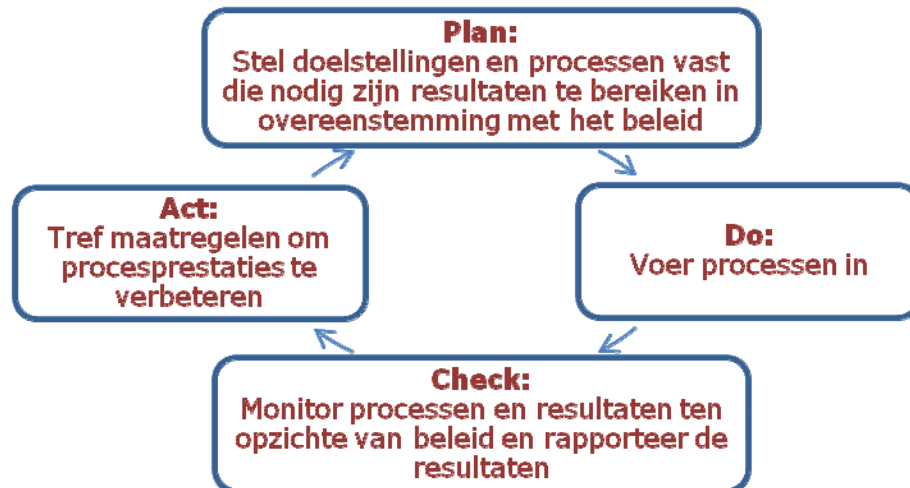 Plan:
Stel doelstellingen en processen vast
die nodig zijn resultaten te bereiken in
overeenstemming met het beleid
Act:
Tref maatregelen om
procesprestaties te
verbeteren
Do:
Voer processen in
Check:
Monitor processen en resultaten ten
opzichte van beleid en rapporteer de
resultaten